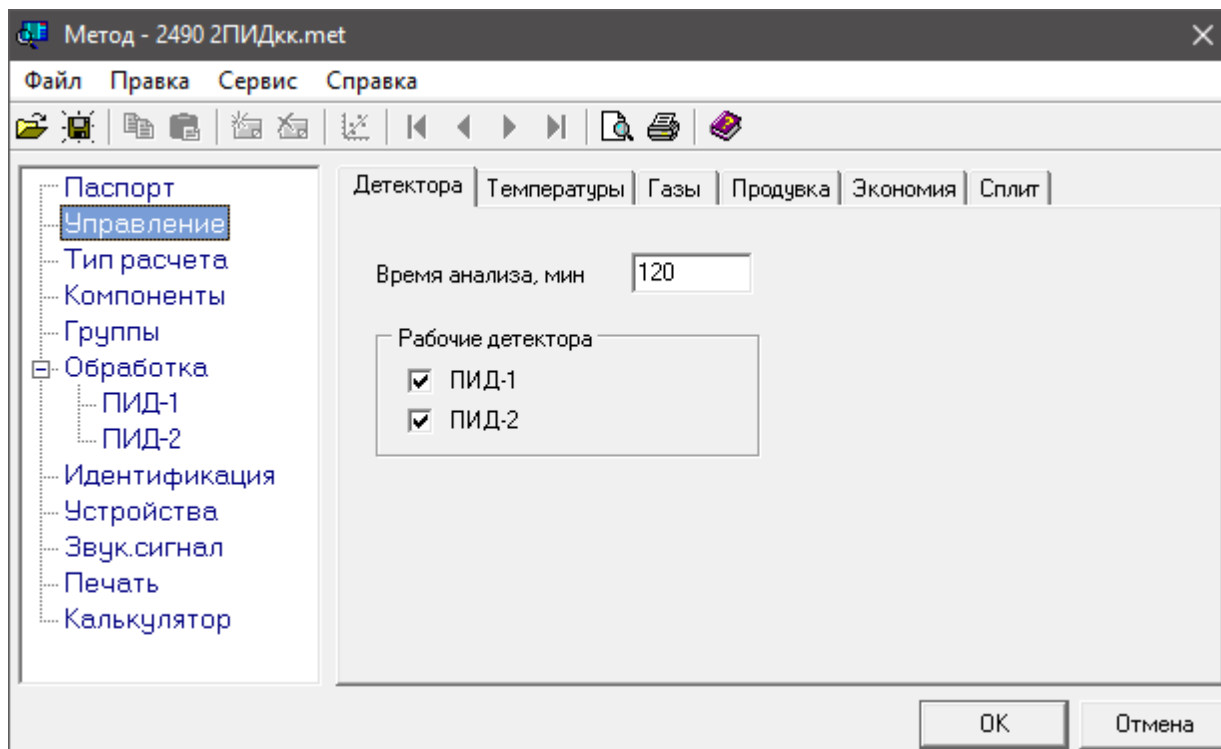 Метод - 2490 2ПИДкк.met
Файл Правка Сервис Справка
Паспорт
Управление
Тип расчета
Компоненты
Группы
Обработка
ПИД-1
ПИД-2
Идентификация
Устройства
Звук.сигнал
Печать
Калькулятор
Детектора Температуры Газы Продувка Экономия Сплит
Время анализа, мин 120
Рабочие детектора
ПИД-1
ПИД-2
OK Отмена